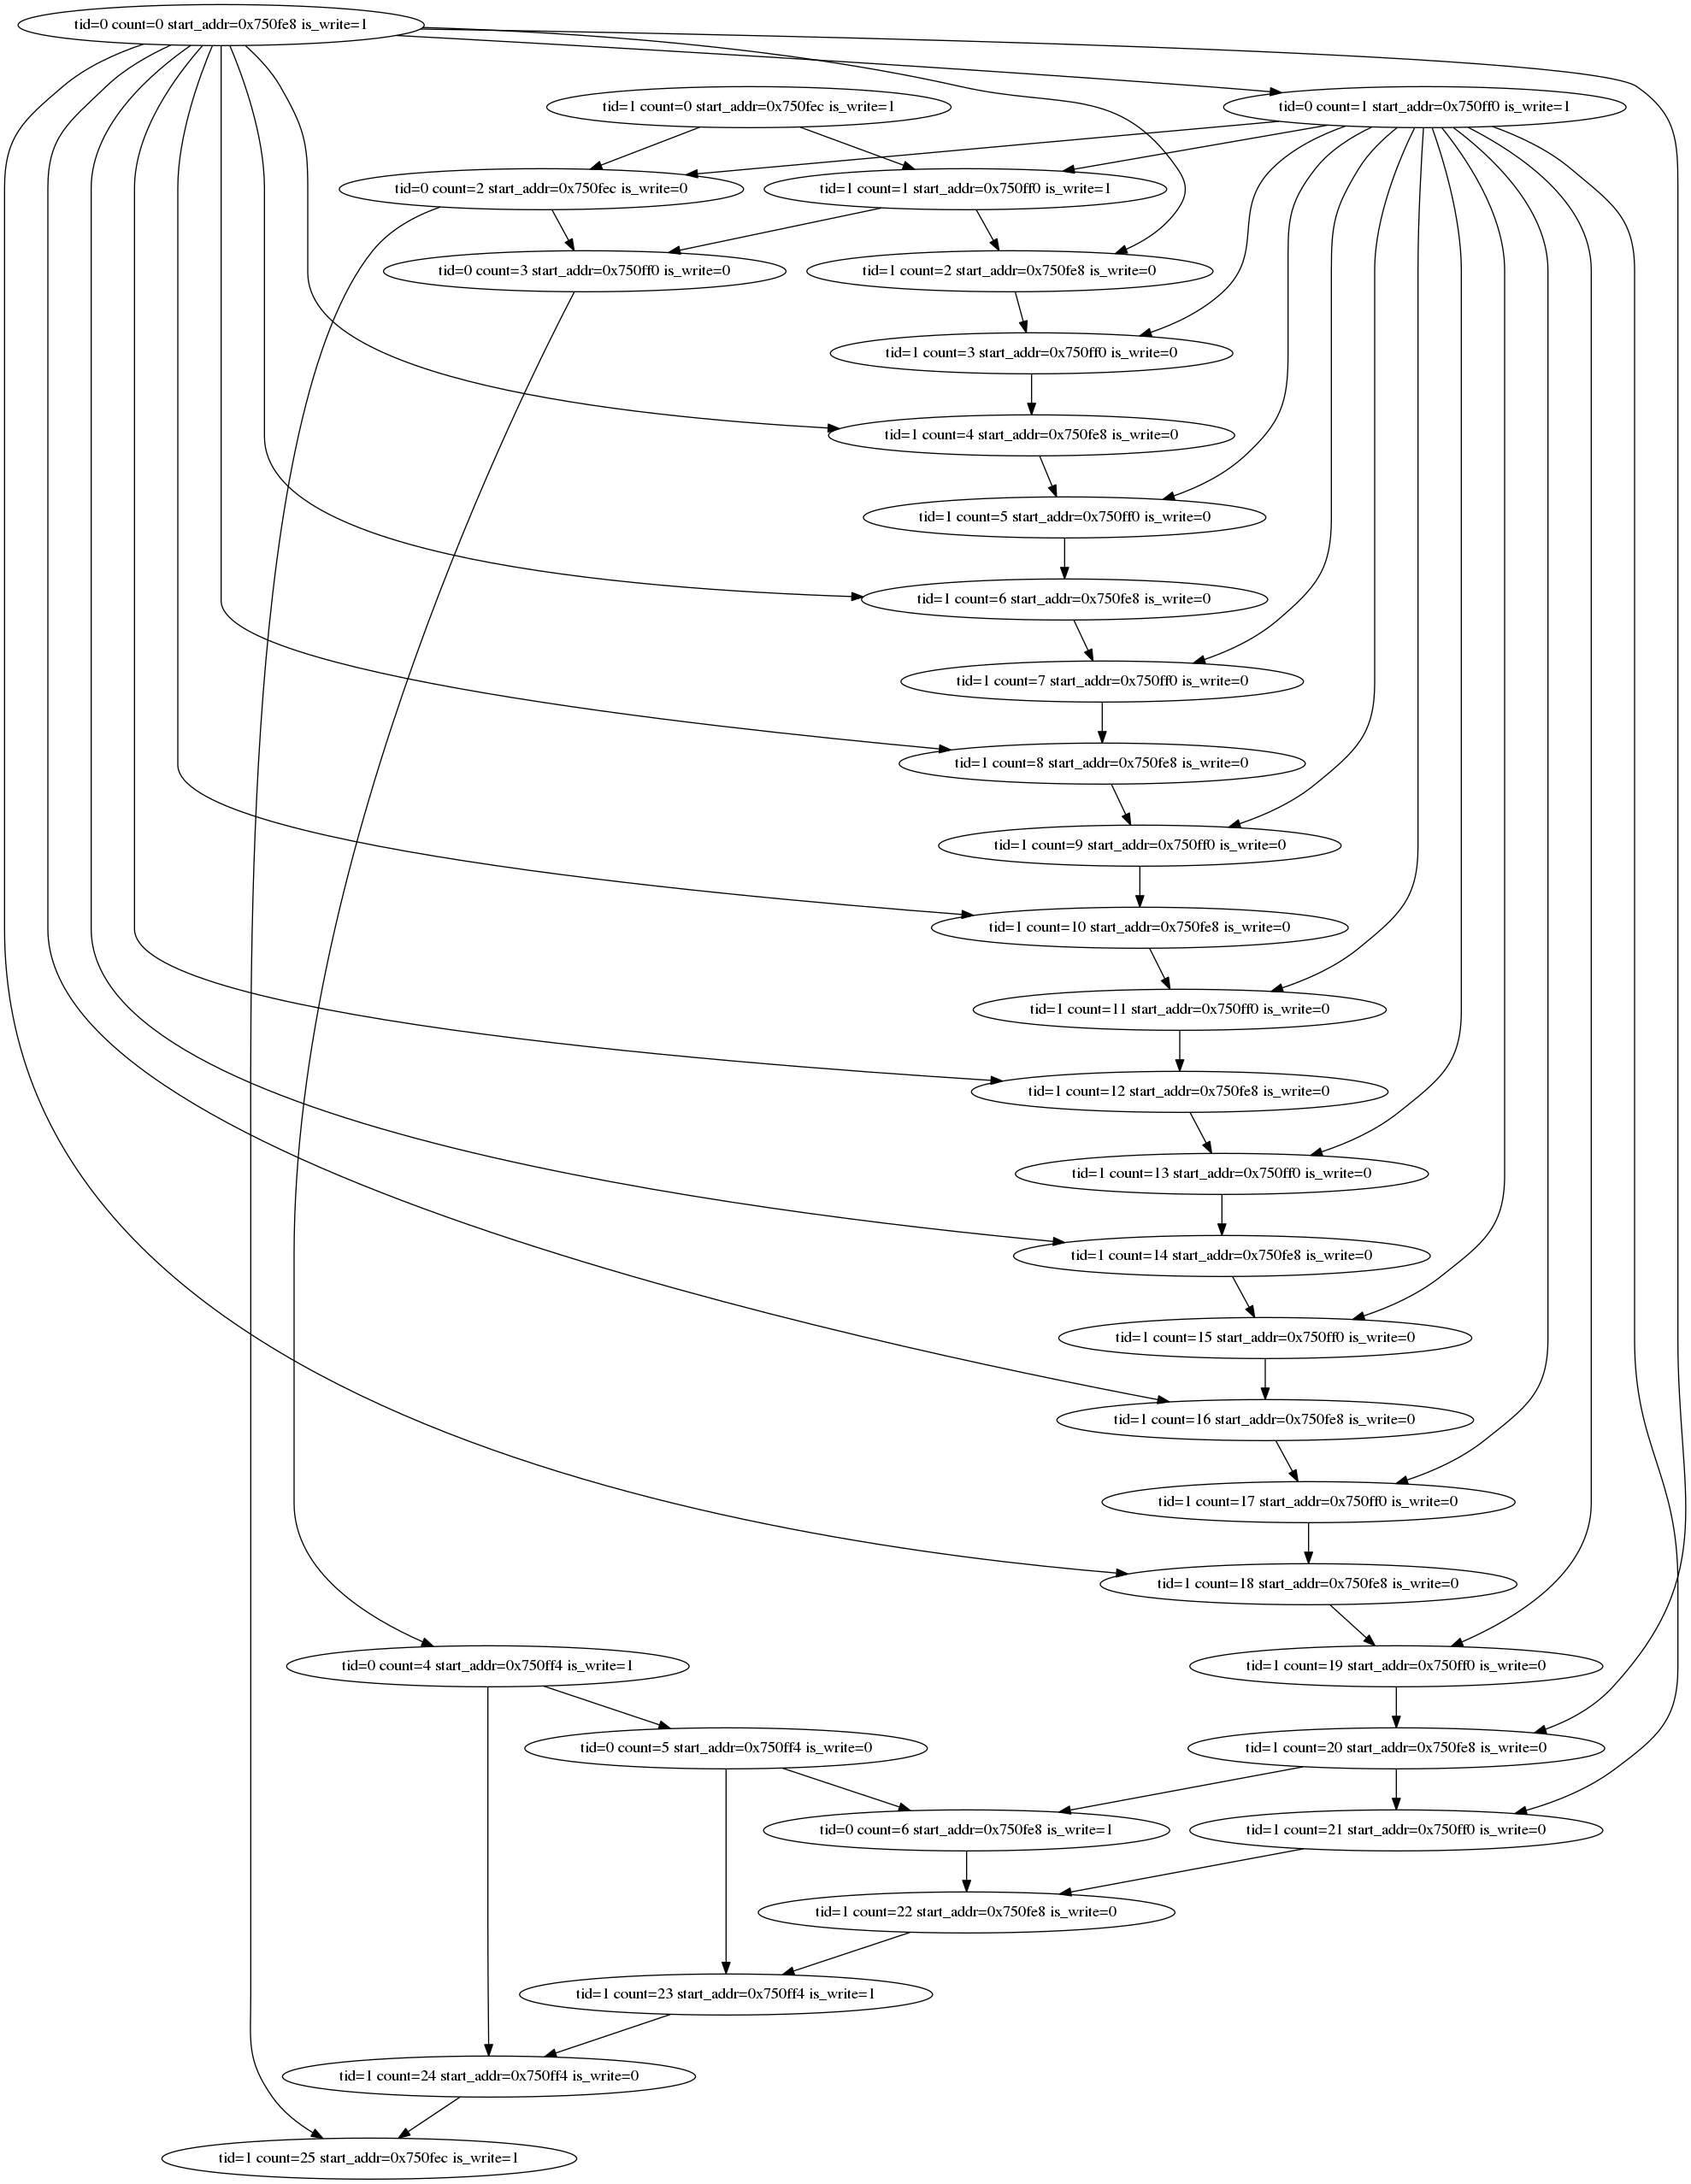 tid=0 count=0 start_addr=0x750fe8 is_write=1
tid=1 count=0 start_addr=0x750fec is_write=1
tid=0 count=1 start_addr=0x750ff0 is_write=1
tid=0 count=2 start_addr=0x750fec is_write=0
tid=1 count=1 start_addr=0x750ff0 is_write=1
tid=0 count=3 start_addr=0x750ff0 is_write=0
tid=1 count=2 start_addr=0x750fe8 is_write=0
tid=1 count=3 start_addr=0x750ff0 is_write=0
tid=1 count=4 start_addr=0x750fe8 is_write=0
tid=1 count=5 start_addr=0x750ff0 is_write=0
tid=1 count=6 start_addr=0x750fe8 is_write=0
tid=1 count=7 start_addr=0x750ff0 is_write=0
tid=1 count=8 start_addr=0x750fe8 is_write=0
tid=1 count=9 start_addr=0x750ff0 is_write=0
tid=1 count=10 start_addr=0x750fe8 is_write=0
tid=1 count=11 start_addr=0x750ff0 is_write=0
tid=1 count=12 start_addr=0x750fe8 is_write=0
tid=1 count=13 start_addr=0x750ff0 is_write=0
tid=1 count=14 start_addr=0x750fe8 is_write=0
tid=1 count=15 start_addr=0x750ff0 is_write=0
tid=1 count=16 start_addr=0x750fe8 is_write=0
tid=1 count=17 start_addr=0x750ff0 is_write=0
tid=1 count=18 start_addr=0x750fe8 is_write=0
tid=0 count=4 start_addr=0x750ff4 is_write=1
tid=1 count=19 start_addr=0x750ff0 is_write=0
tid=0 count=5 start_addr=0x750ff4 is_write=0
tid=1 count=20 start_addr=0x750fe8 is_write=0
tid=0 count=6 start_addr=0x750fe8 is_write=1
tid=1 count=21 start_addr=0x750ff0 is_write=0
tid=1 count=22 start_addr=0x750fe8 is_write=0
tid=1 count=23 start_addr=0x750ff4 is_write=1
tid=1 count=24 start_addr=0x750ff4 is_write=0
tid=1 count=25 start_addr=0x750fec is_write=1